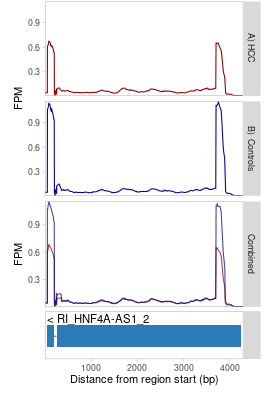 0.9
0.6
0.3
FPM
A) HCC
0.9
0.6
0.3
B) Controls
0.9
0.6
0.3
FPM
Combined
< RI_HNF4A-AS1_2
1000 2000 3000 4000
Distance from region start (bp)